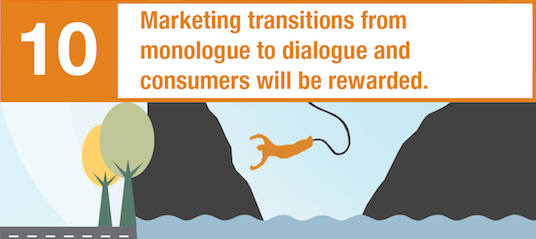 10
Marketing transitions from
monologue to dialogue and
consumers will be rewarded.